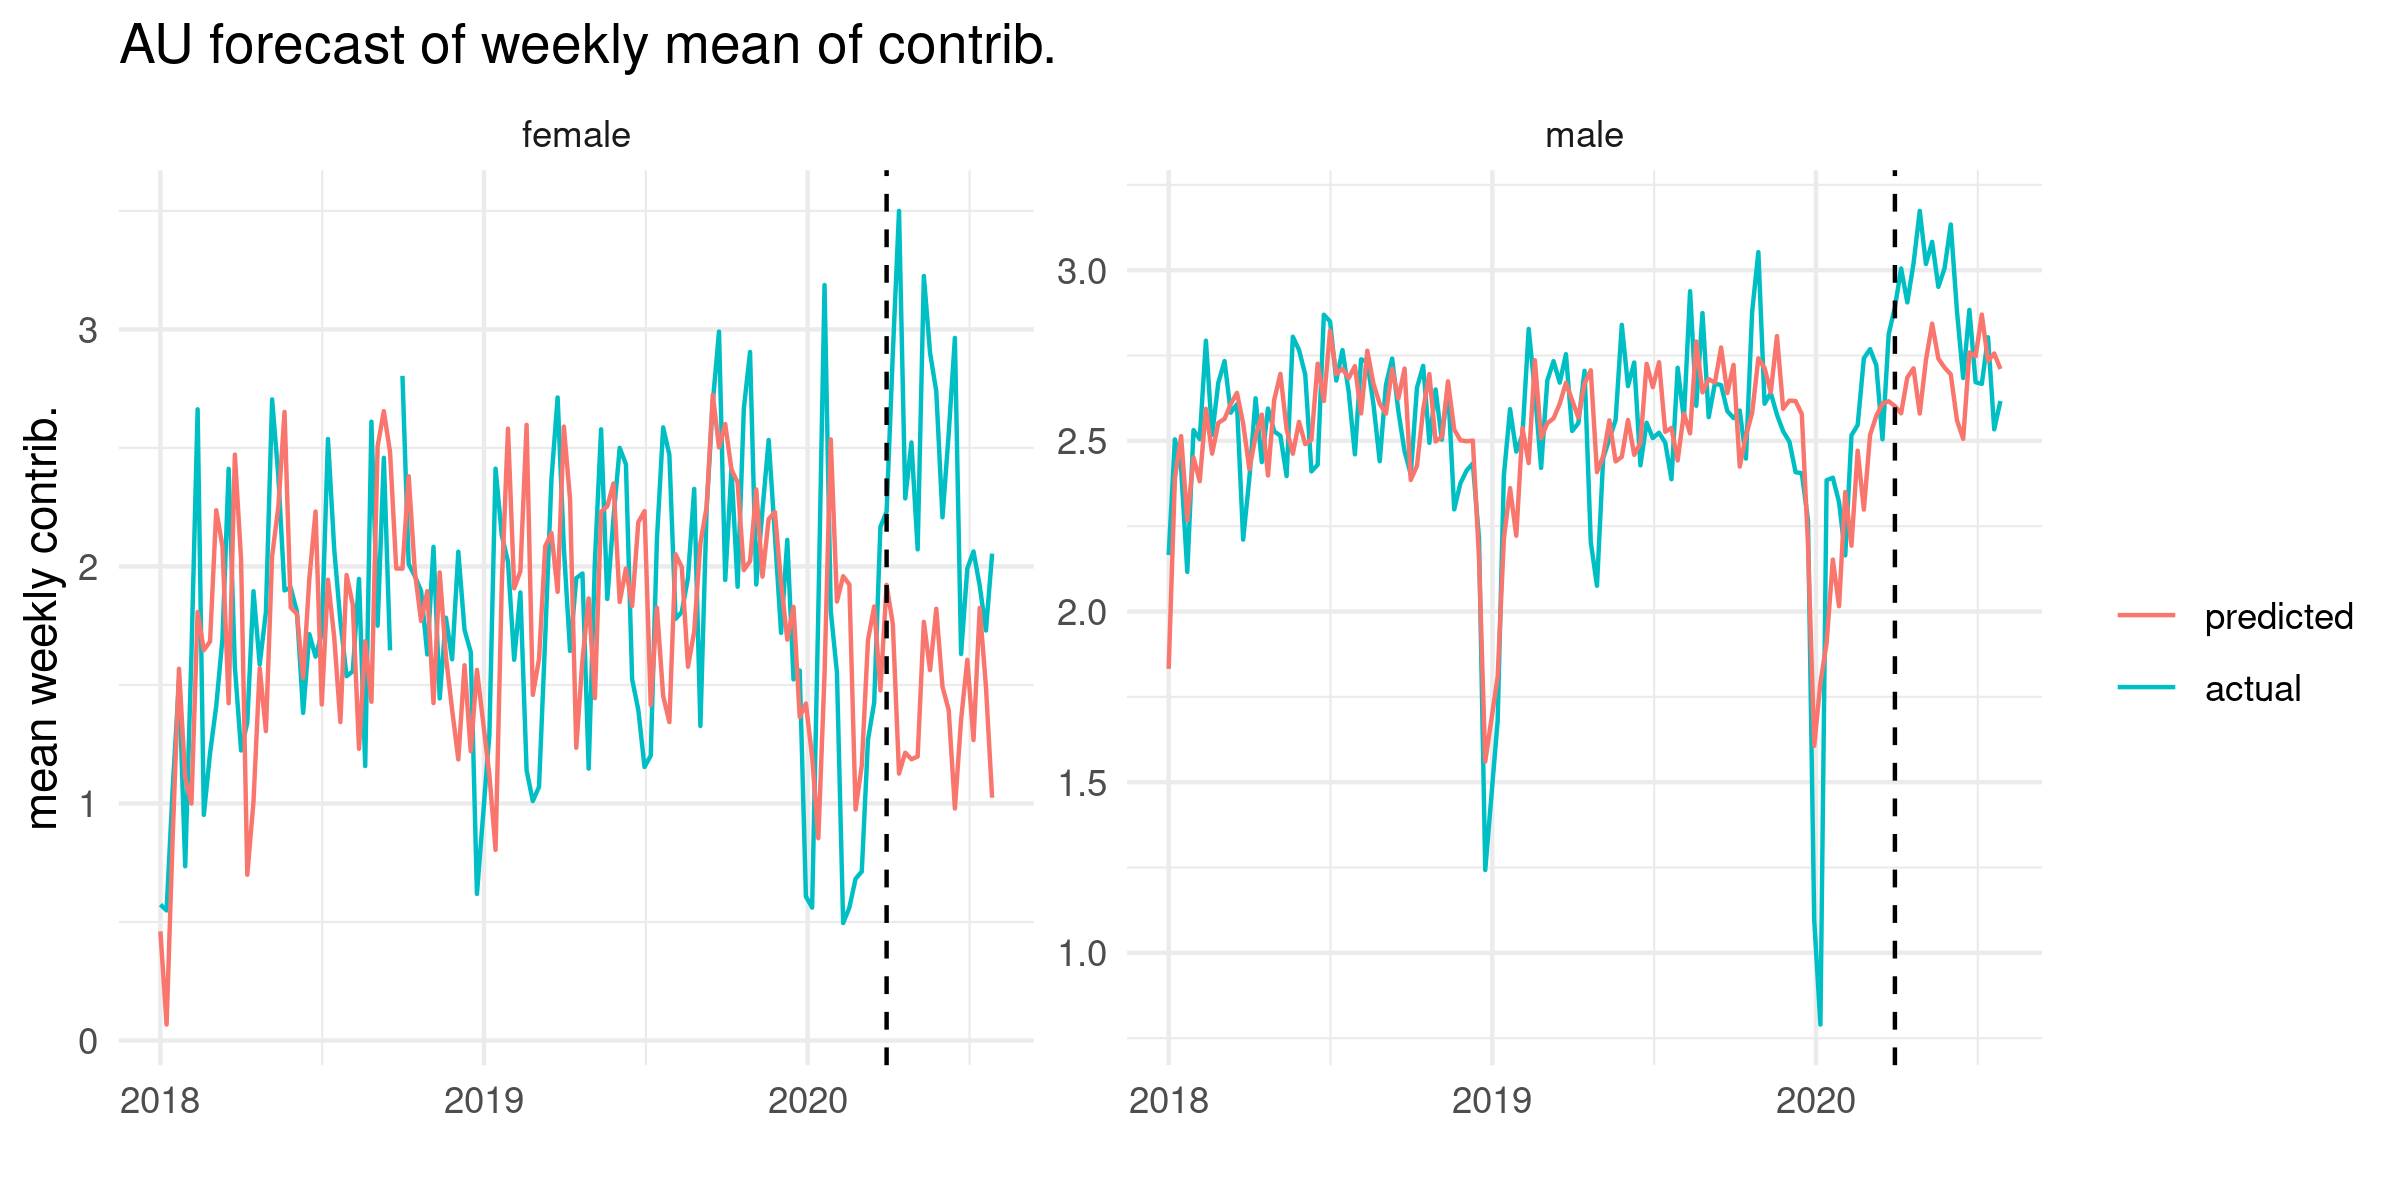 AU forecast of weekly mean of contrib.
female
male
mean weekly contrib.
3
2
1
0
2018 2019 2020
3.0
2.5
2.0
1.5
1.0
2018 2019 2020
predicted
actual